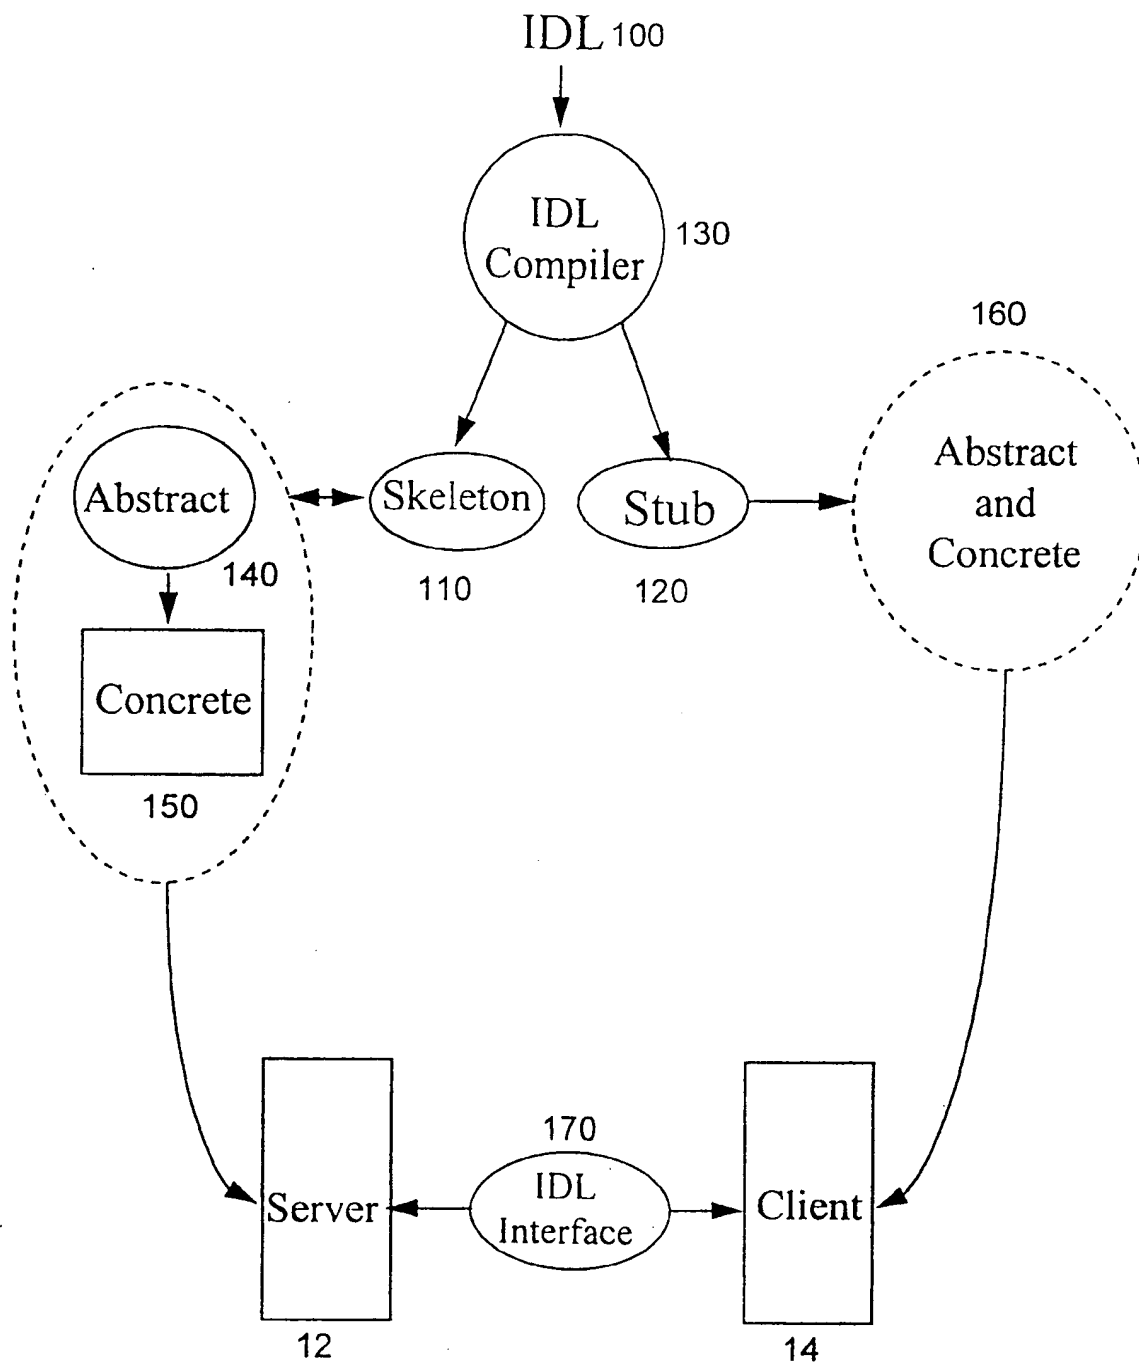 IDL 100
IDL
Compiler
130
160
Abstract
140
Concrete
150
Skeleton
110
Stub
120
Abstract
and
Concrete
170
IDL
Interface
Server
12
Client
14